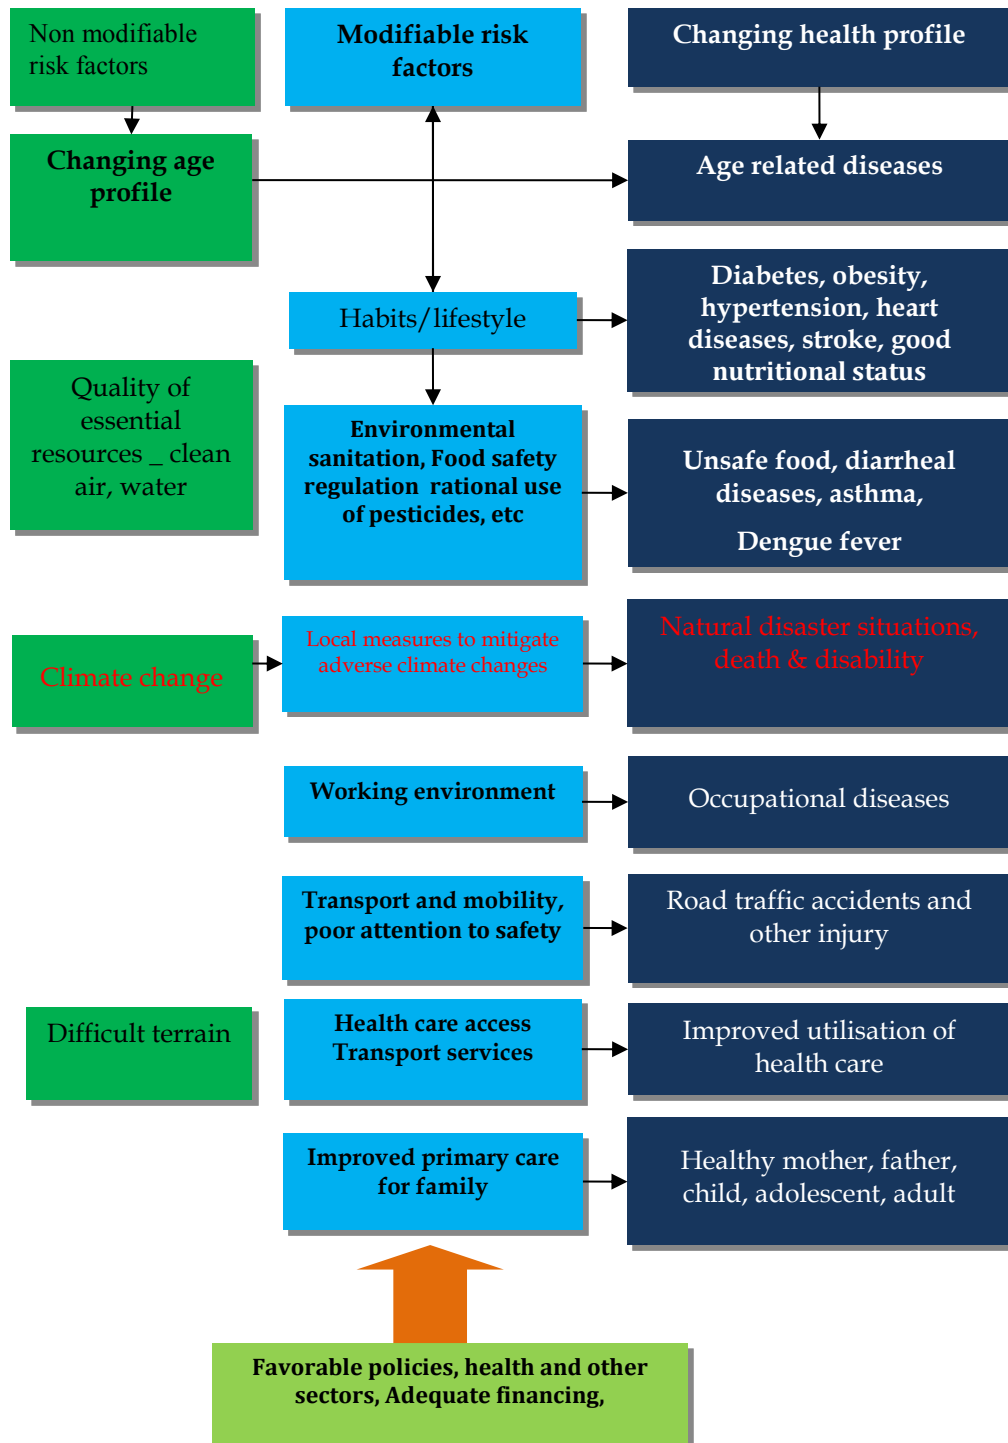 Non modifiable
risk factors
Modifiable risk
factors
Changing health profile
Changing age
profile
Age related diseases
Habits/lifestyle
Diabetes, obesity,
hypertension, heart
diseases, stroke, good
nutritional status
Quality of
essential
resources _ clean
air, water
Environmental
sanitation, Food safety
regulation rational use
of pesticides, etc
Unsafe food, diarrheal
diseases, asthma,
Dengue fever
Climate change
Local measures to mitigate
adverse climate changes
Natural disaster situations,
death & disability
Working environment
Occupational diseases
Transport and mobility,
poor attention to safety
Road traffic accidents and
other injury
Difficult terrain
Health care access
Transport services
Improved utilisation of
health care
Improved primary care
for family
Healthy mother, father,
child, adolescent, adult
Favorable policies, health and other
sectors, Adequate financing,